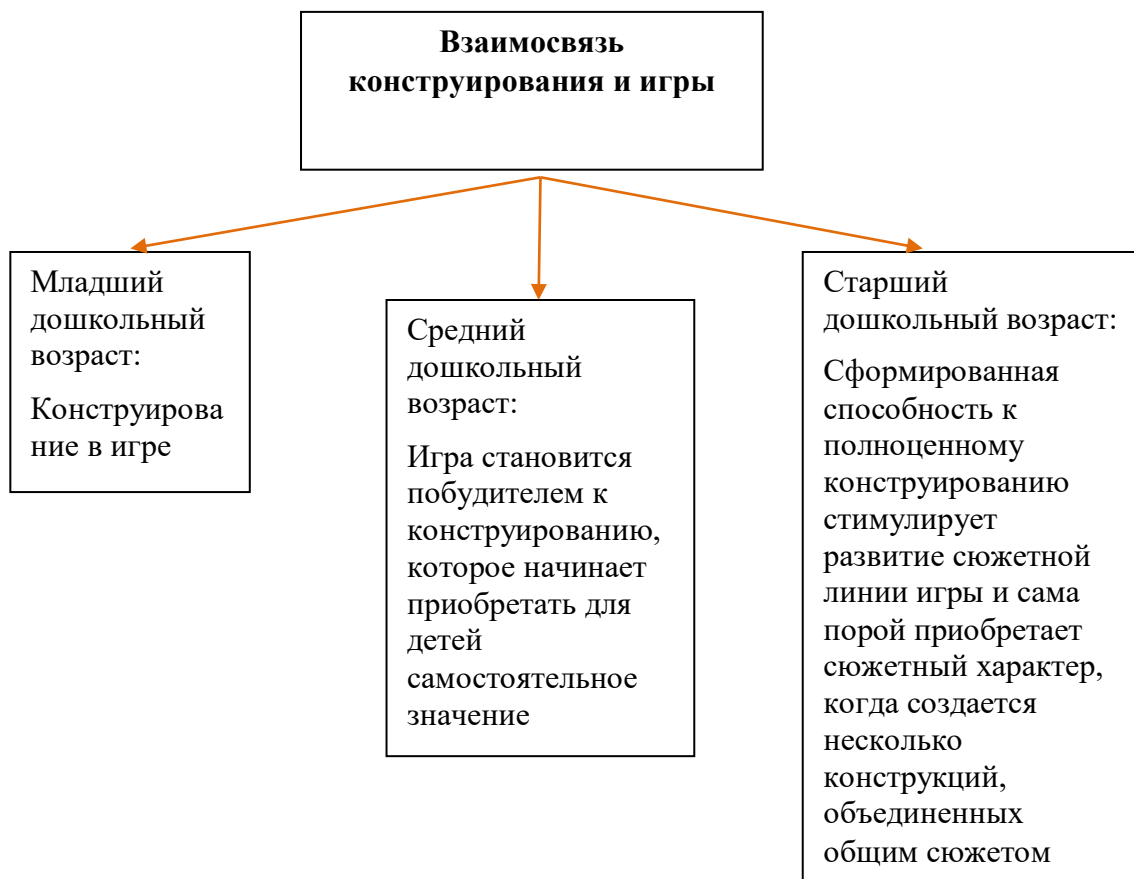 Взаимосвязь
конструирования и игры
Младший
дошкольный
возраст:
Конструирова
ние в игре
Средний
дошкольный
возраст:
Игра становится
побудителем к
конструированию,
которое начинает
приобретать для
детей
самостоятельное
значение
Старший
дошкольный возраст:
Сформированная
способность к
полноценному
конструированию
стимулирует
развитие сюжетной
линии игры и сама
порой приобретает
сюжетный характер,
когда создается
несколько
конструкций,
объединенных
общим сюжетом